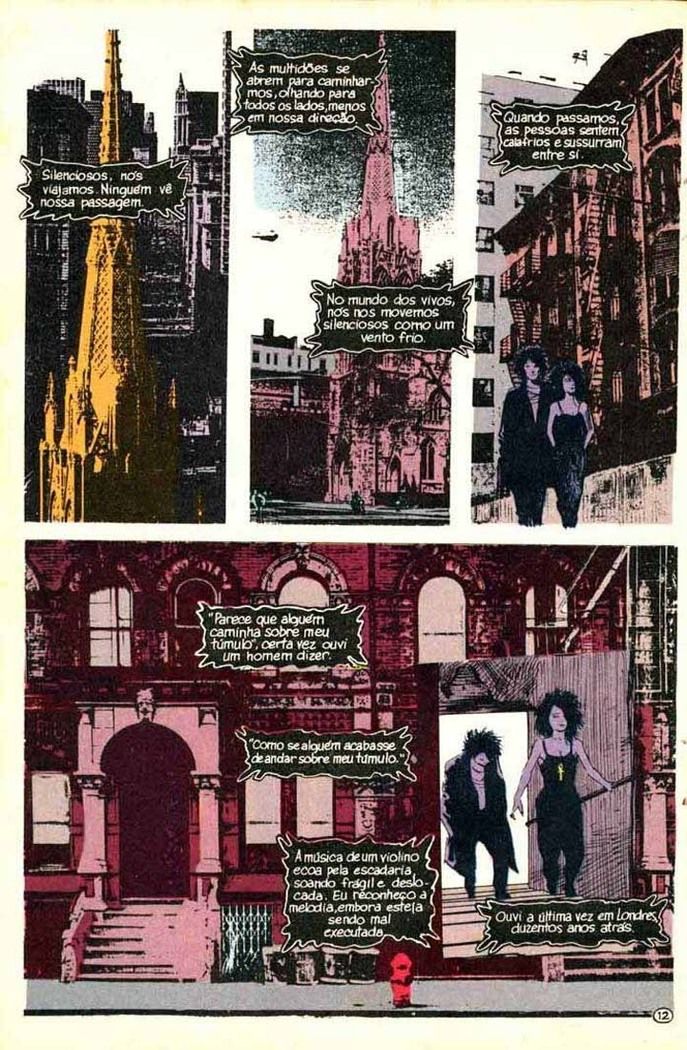 Silenciosos, nós
viajamos. Ninguém vê
nossa passagem.
As multidões se
abrem para caminhar-
mos, olhando para
todos os lados, menos
em nossa direção.
No mundo dos vivos,
nós nos movemos
silenciosos como um
vento frio.
Quando passamos,
as pessoas sentem
calafrios e sussurram
entre si.
"Parece que alguém
caminha sobre meu
túmulo", certa vez ouvi
um homem dizer.
"Como se alguém acabasse
de andar sobre meu túmulo."
A música de um violino
ecoa pela escadaria,
soando frágil e deslo-
cada. Eu reconheço a
melodia, embora esteja
sendo mal
executada.
Ouvi a última vez em Londres,
duzentos anos atrás.
12